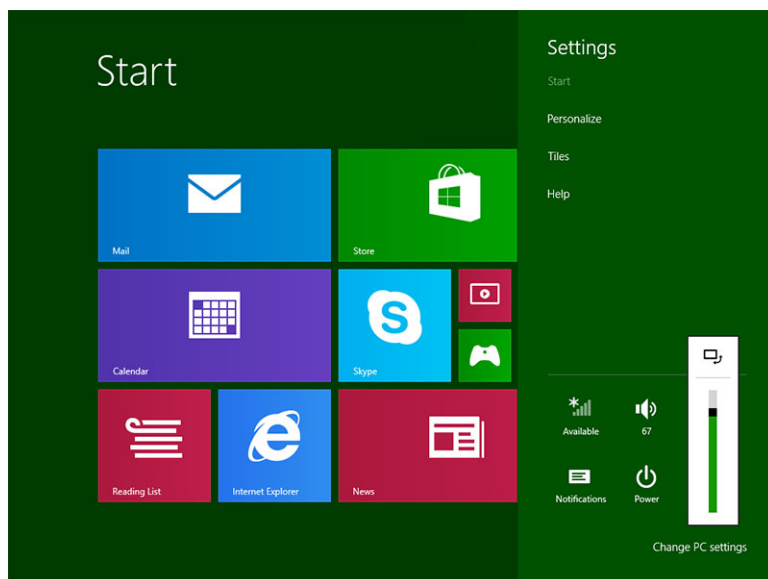 Start
Mail
Store
Calendar
Skype
Reading List
Internet Explorer
News
Settings
Start
Personalize
Tiles
Help
Available
67
Notifications
Power
Change PC settings